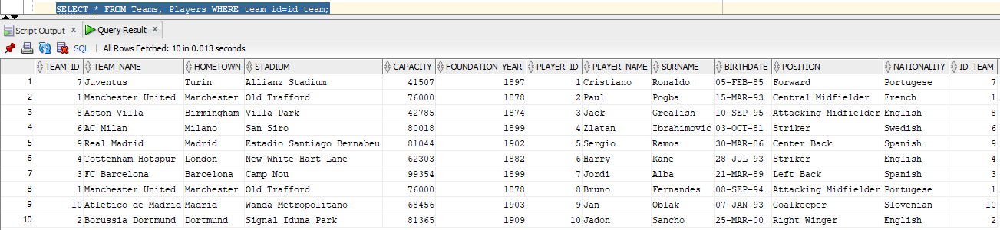 SELECT * FROM Teams, Players WHERE team_id=id_team;
Script Output x Query Result x
SQL | All Rows Fetched: 10 in 0.013 seconds
TEAM_ID TEAM_NAME HOMETOWN STADIUM CAPACITY FOUNDATION_YEAR PLAYER_ID PLAYER_NAME SURNAME BIRTHDATE POSITION NATIONALITY ID_TEAM
1 7 Juventus Turin Allianz Stadium 41507 1897 1 Cristiano Ronaldo 05-FEB-85 Forward Portugese 7
2 1 Manchester United Manchester Old Trafford 76000 1878 2 Paul Pogba 15-MAR-93 Central Midfielder French 1
3 8 Aston Villa Birmingham Villa Park 42785 1874 3 Jack Grealish 10-SEP-95 Attacking Midfielder English 8
4 6 AC Milan Milano San Siro 80018 1899 4 Zlatan Ibrahimovic 03-OCT-81 Striker Swedish 6
5 9 Real Madrid Madrid Estadio Santiago Bernabeu 81044 1902 5 Sergio Ramos 30-MAR-86 Center Back Spanish 9
6 4 Tottenham Hotspur London New White Hart Lane 62303 1882 6 Harry Kane 28-JUL-93 Striker English 4
7 3 FC Barcelona Barcelona Camp Nou 99354 1899 7 Jordi Alba 21-MAR-89 Left Back Spanish 3
8 1 Manchester United Manchester Old Trafford 76000 1878 8 Bruno Fernandes 08-SEP-94 Attacking Midfielder Portugese 1
9 10 Atletico de Madrid Madrid Wanda Metropolitano 68456 1903 9 Jan Oblak 07-JAN-93 Goalkeeper Slovenian 10
10 2 Borussia Dortmund Dortmund Signal Iduna Park 81365 1909 10 Jadon Sancho 25-MAR-00 Right Winger English 2